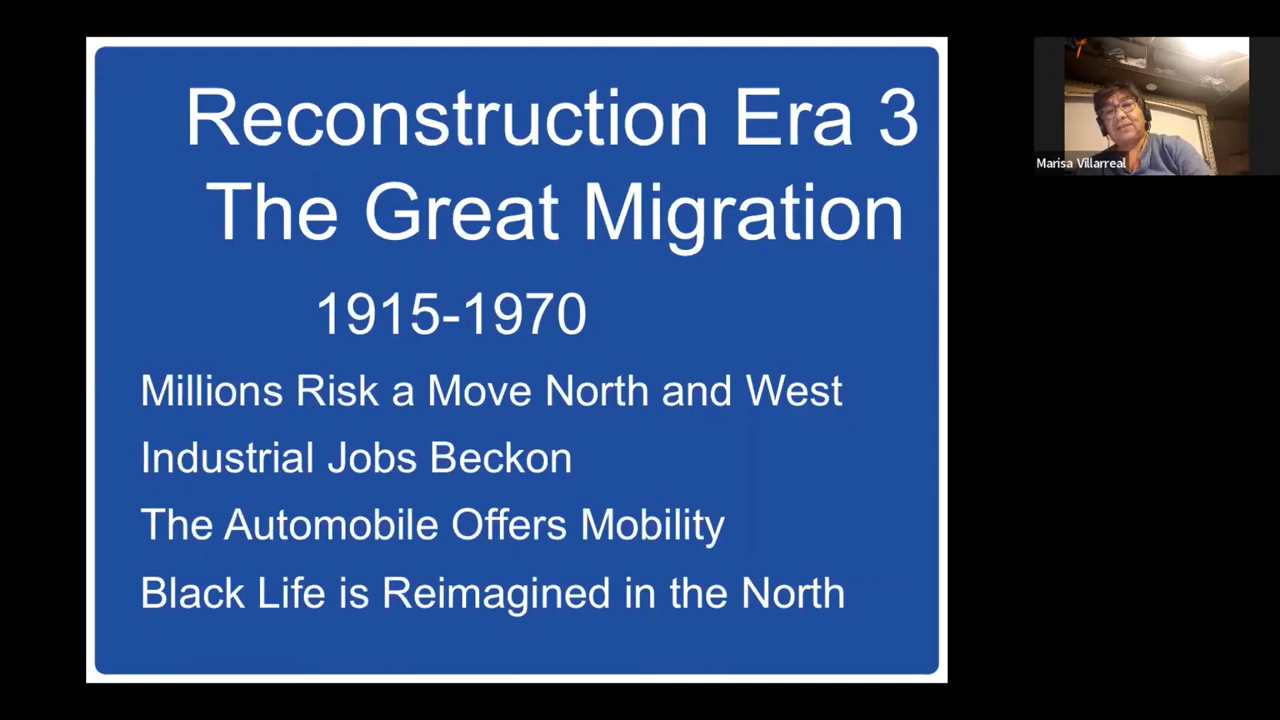 Reconstruction Era 3
The Great Migration
1915-1970
Millions Risk a Move North and West
Industrial Jobs Beckon
The Automobile Offers Mobility
Black Life is Reimagined in the North
Marisa Villarreal